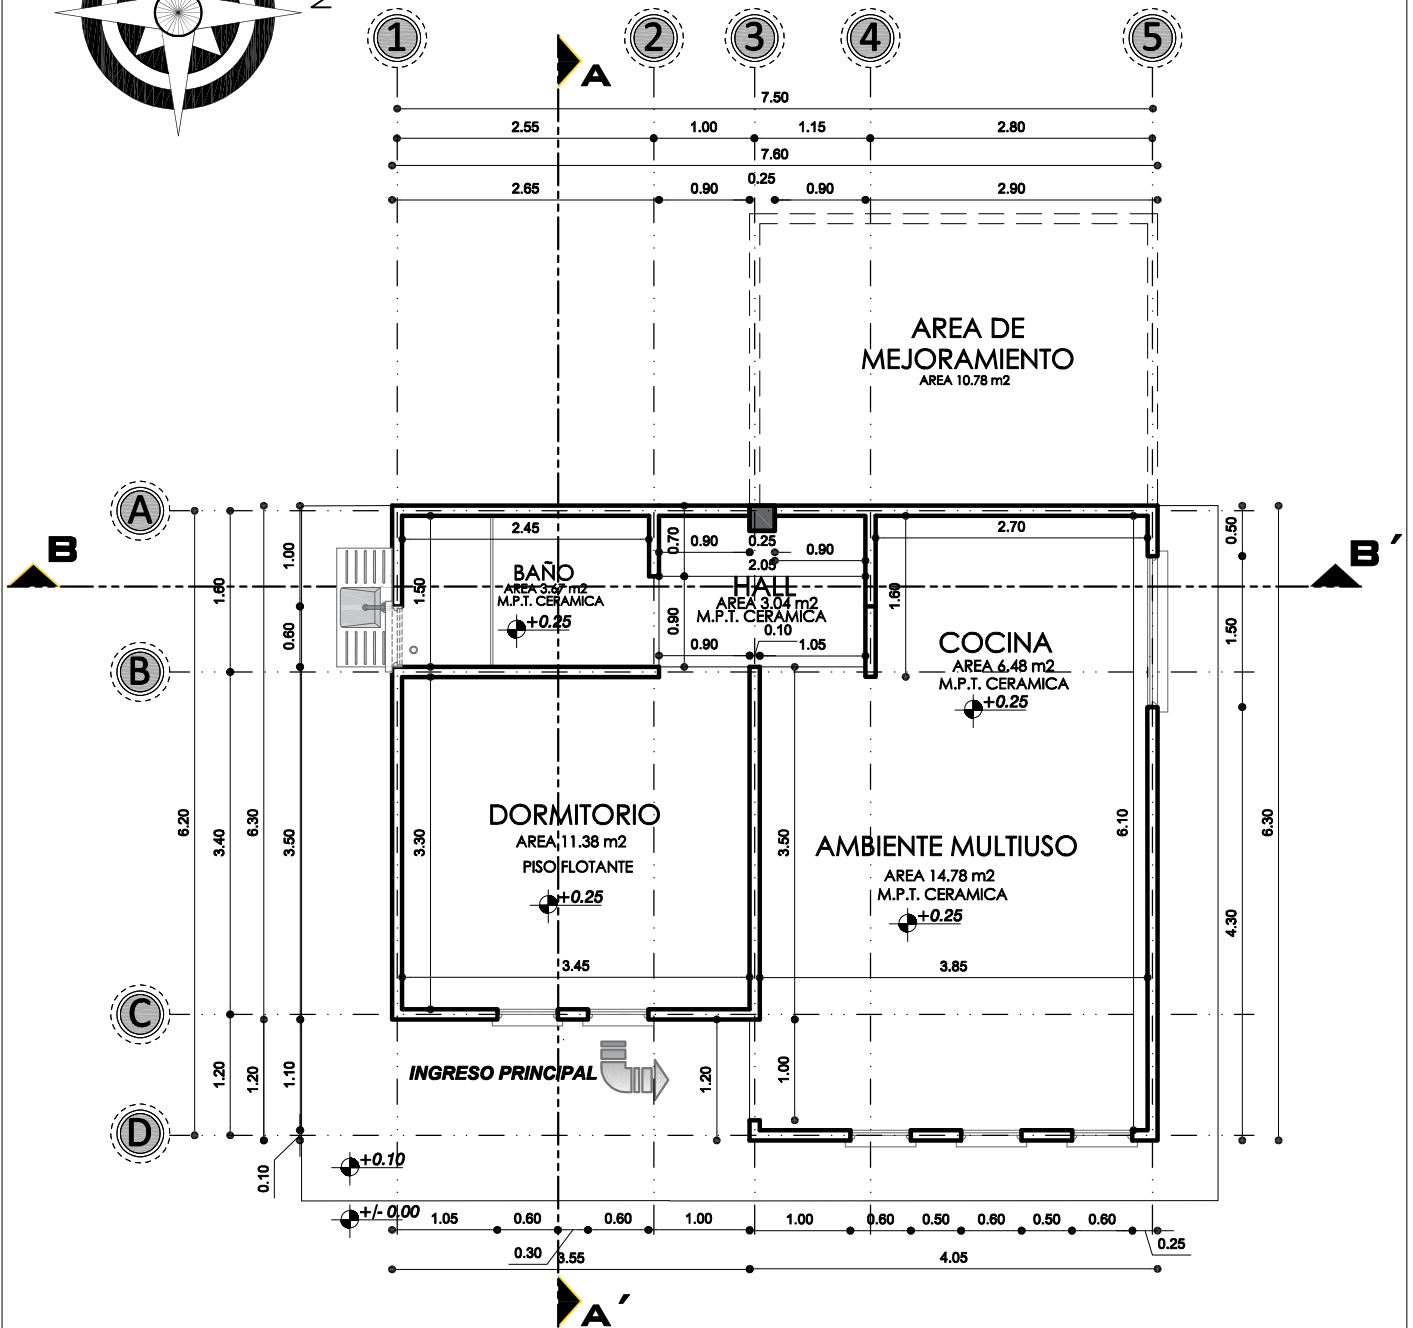 Z
1
2
3
4
5
A
7.50
2.55
1.00
1.15
2.80
7.60
0.25
2.65
0.90
0.90
2.90
AREA DE
MEJORAMIENTO
AREA 10.78 m2
A
B
B´
0.50
1.00
0.70
2.45
0.90
0.25
0.90
2.70
2.05
BAÑO
AREA 3.67 m2
M.P.T. CERAMICA
+0.25
1.50
1.60
HALL
AREA 3.04 m2
M.P.T. CERAMICA
0.10
0.90
0.90
1.05
1.60
0.60
1.50
COCINA
AREA 6.48 m2
M.P.T. CERAMICA
+0.25
B
DORMITORIO
AREA 11.38 m2
PISO FLOTANTE
+0.25
6.20
3.40
6.30
3.50
3.30
3.50
AMBIENTE MULTIUSO
AREA 14.78 m2
M.P.T. CERAMICA
+0.25
6.10
6.30
4.30
3.45
3.85
C
INGRESO PRINCIPAL
1.20
1.20
1.10
1.20
1.00
D
0.10
+0.10
+/- 0.00
1.05
0.60
0.60
1.00
1.00
0.60
0.50
0.60
0.50
0.60
0.25
0.30
3.55
4.05
A´